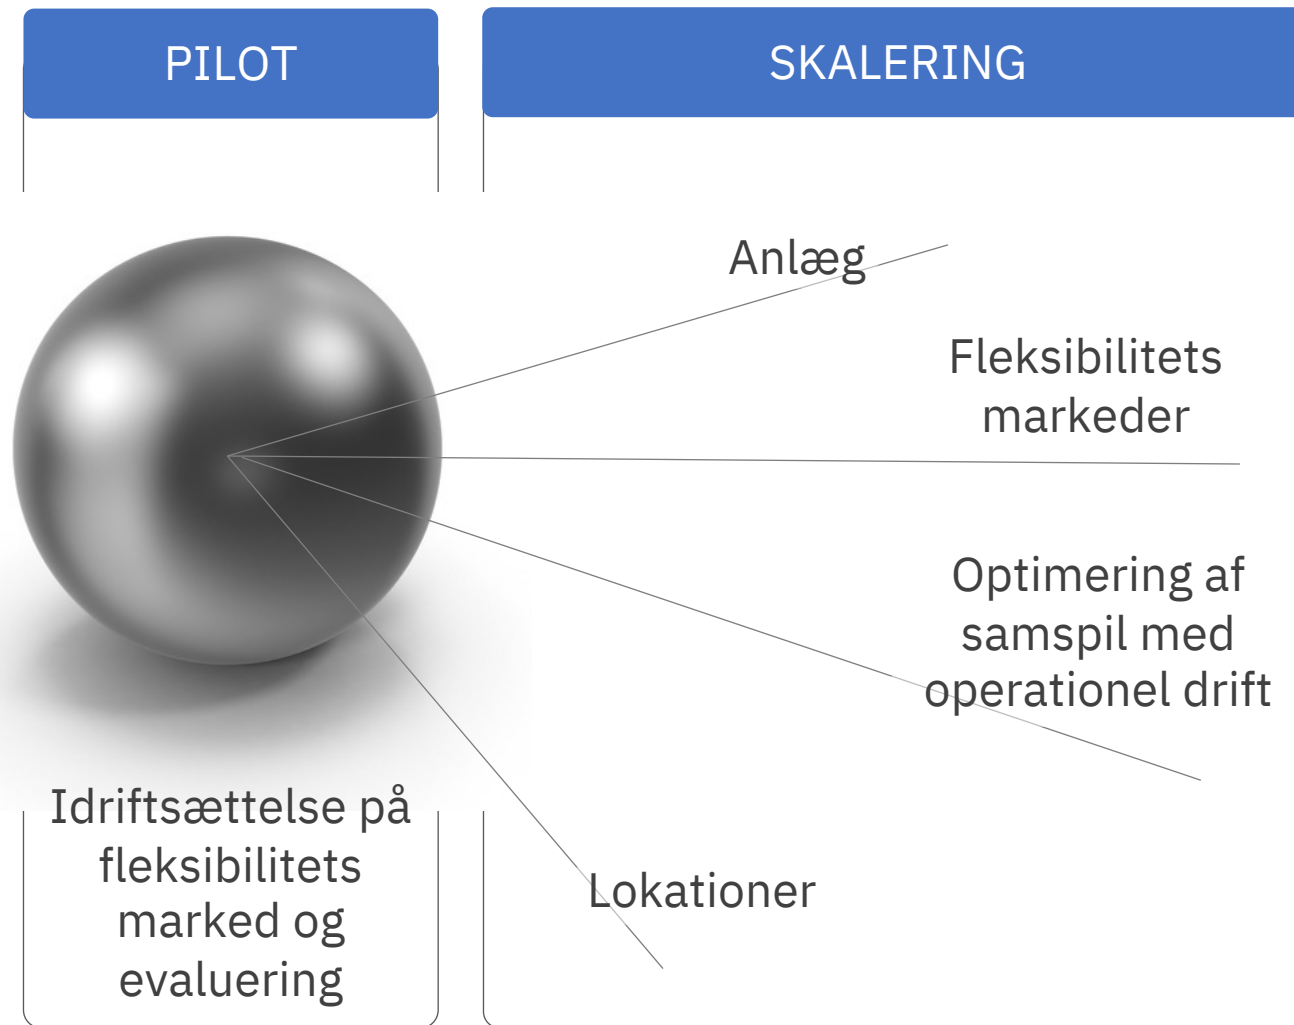 PILOT
SKALERING
Anlæg
Fleksibilitets
markeder
Optimering af
samspil med
operationel drift
Idriftsættelse på
fleksibilitets
marked og
evaluering
Lokationer